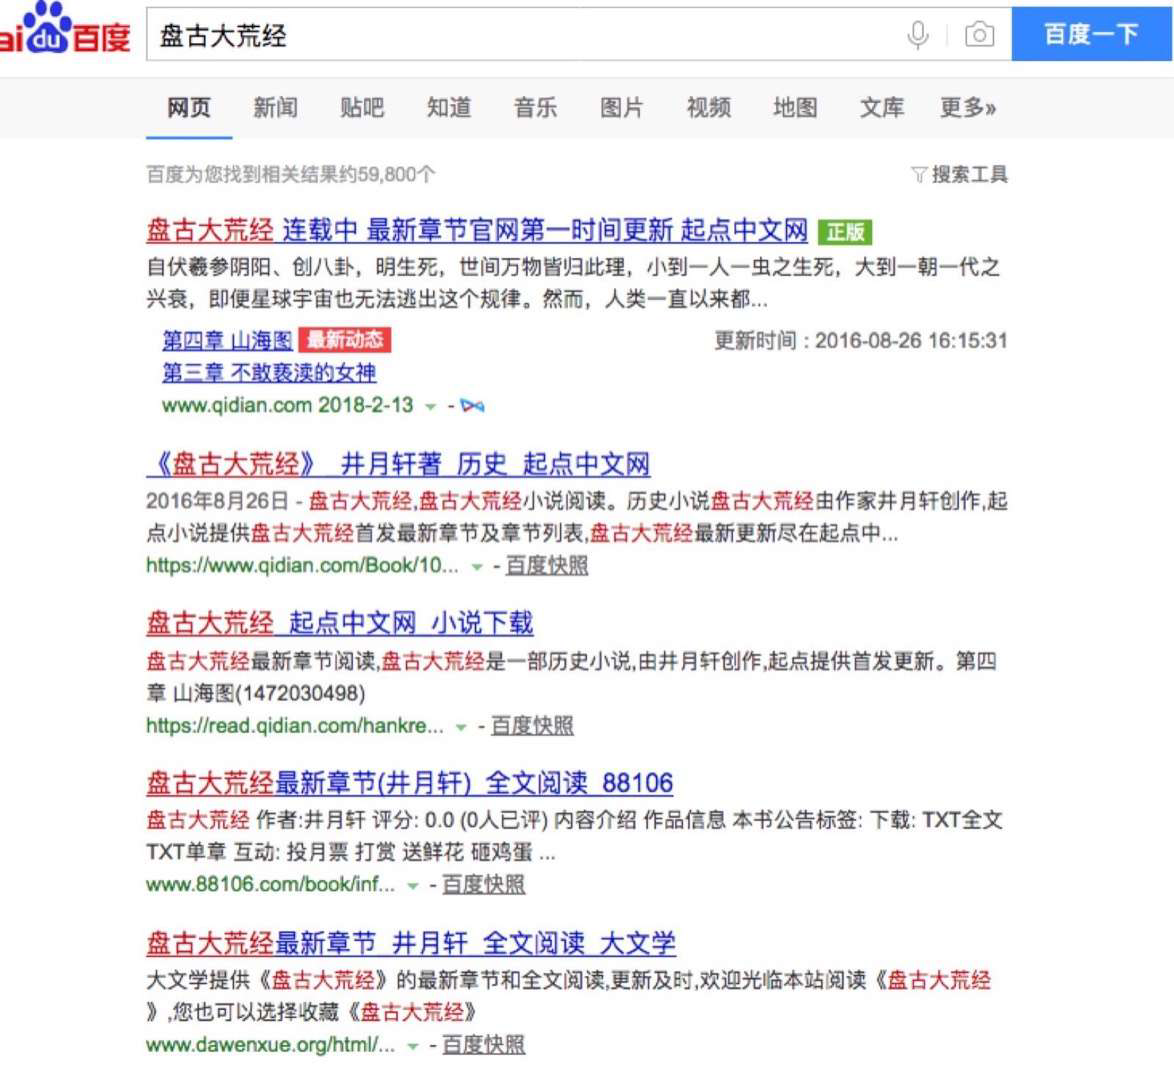 ai du 百度 盘古大荒经 百度一下
网页 新闻 贴吧 知道 音乐 图片 视频 地图 文库 更多»
百度为您找到相关结果约59,800个 搜索工具
盘古大荒经 连载中 最新章节官网第一时间更新 起点中文网 正版
自伏羲参阴阳、创八卦，明生死，世间万物皆归此理，小到一人一虫之生死，大到一朝一代之
兴衰，即便星球宇宙也无法逃出这个规律。然而，人类一直以来都...
第四章 山海图 最新动态 更新时间：2016-08-26 16:15:31
第三章 不敢亵渎的女神
www.qidian.com 2018-2-13 -
《盘古大荒经》_井月轩著_历史_起点中文网
2016年8月26日 - 盘古大荒经,盘古大荒经小说阅读。历史小说盘古大荒经由作家井月轩创作,起
点小说提供盘古大荒经首发最新章节及章节列表,盘古大荒经最新更新尽在起点中...
https://www.qidian.com/Book/10... - 百度快照
盘古大荒经_起点中文网_小说下载
盘古大荒经最新章节阅读,盘古大荒经是一部历史小说,由井月轩创作,起点提供首发更新。第四
章 山海图(1472030498)
https://read.qidian.com/hankre... - 百度快照
盘古大荒经最新章节(井月轩)_全文阅读_88106
盘古大荒经 作者:井月轩 评分: 0.0 (0人已评) 内容介绍 作品信息 本书公告标签: 下载: TXT全文
TXT单章 互动: 投月票 打赏 送鲜花 砸鸡蛋 ...
www.88106.com/book/inf... - 百度快照
盘古大荒经最新章节_井月轩_全文阅读_大文学
大文学提供《盘古大荒经》的最新章节和全文阅读,更新及时,欢迎光临本站阅读《盘古大荒经
》,您也可以选择收藏《盘古大荒经》
www.dawenxue.org/html/... - 百度快照